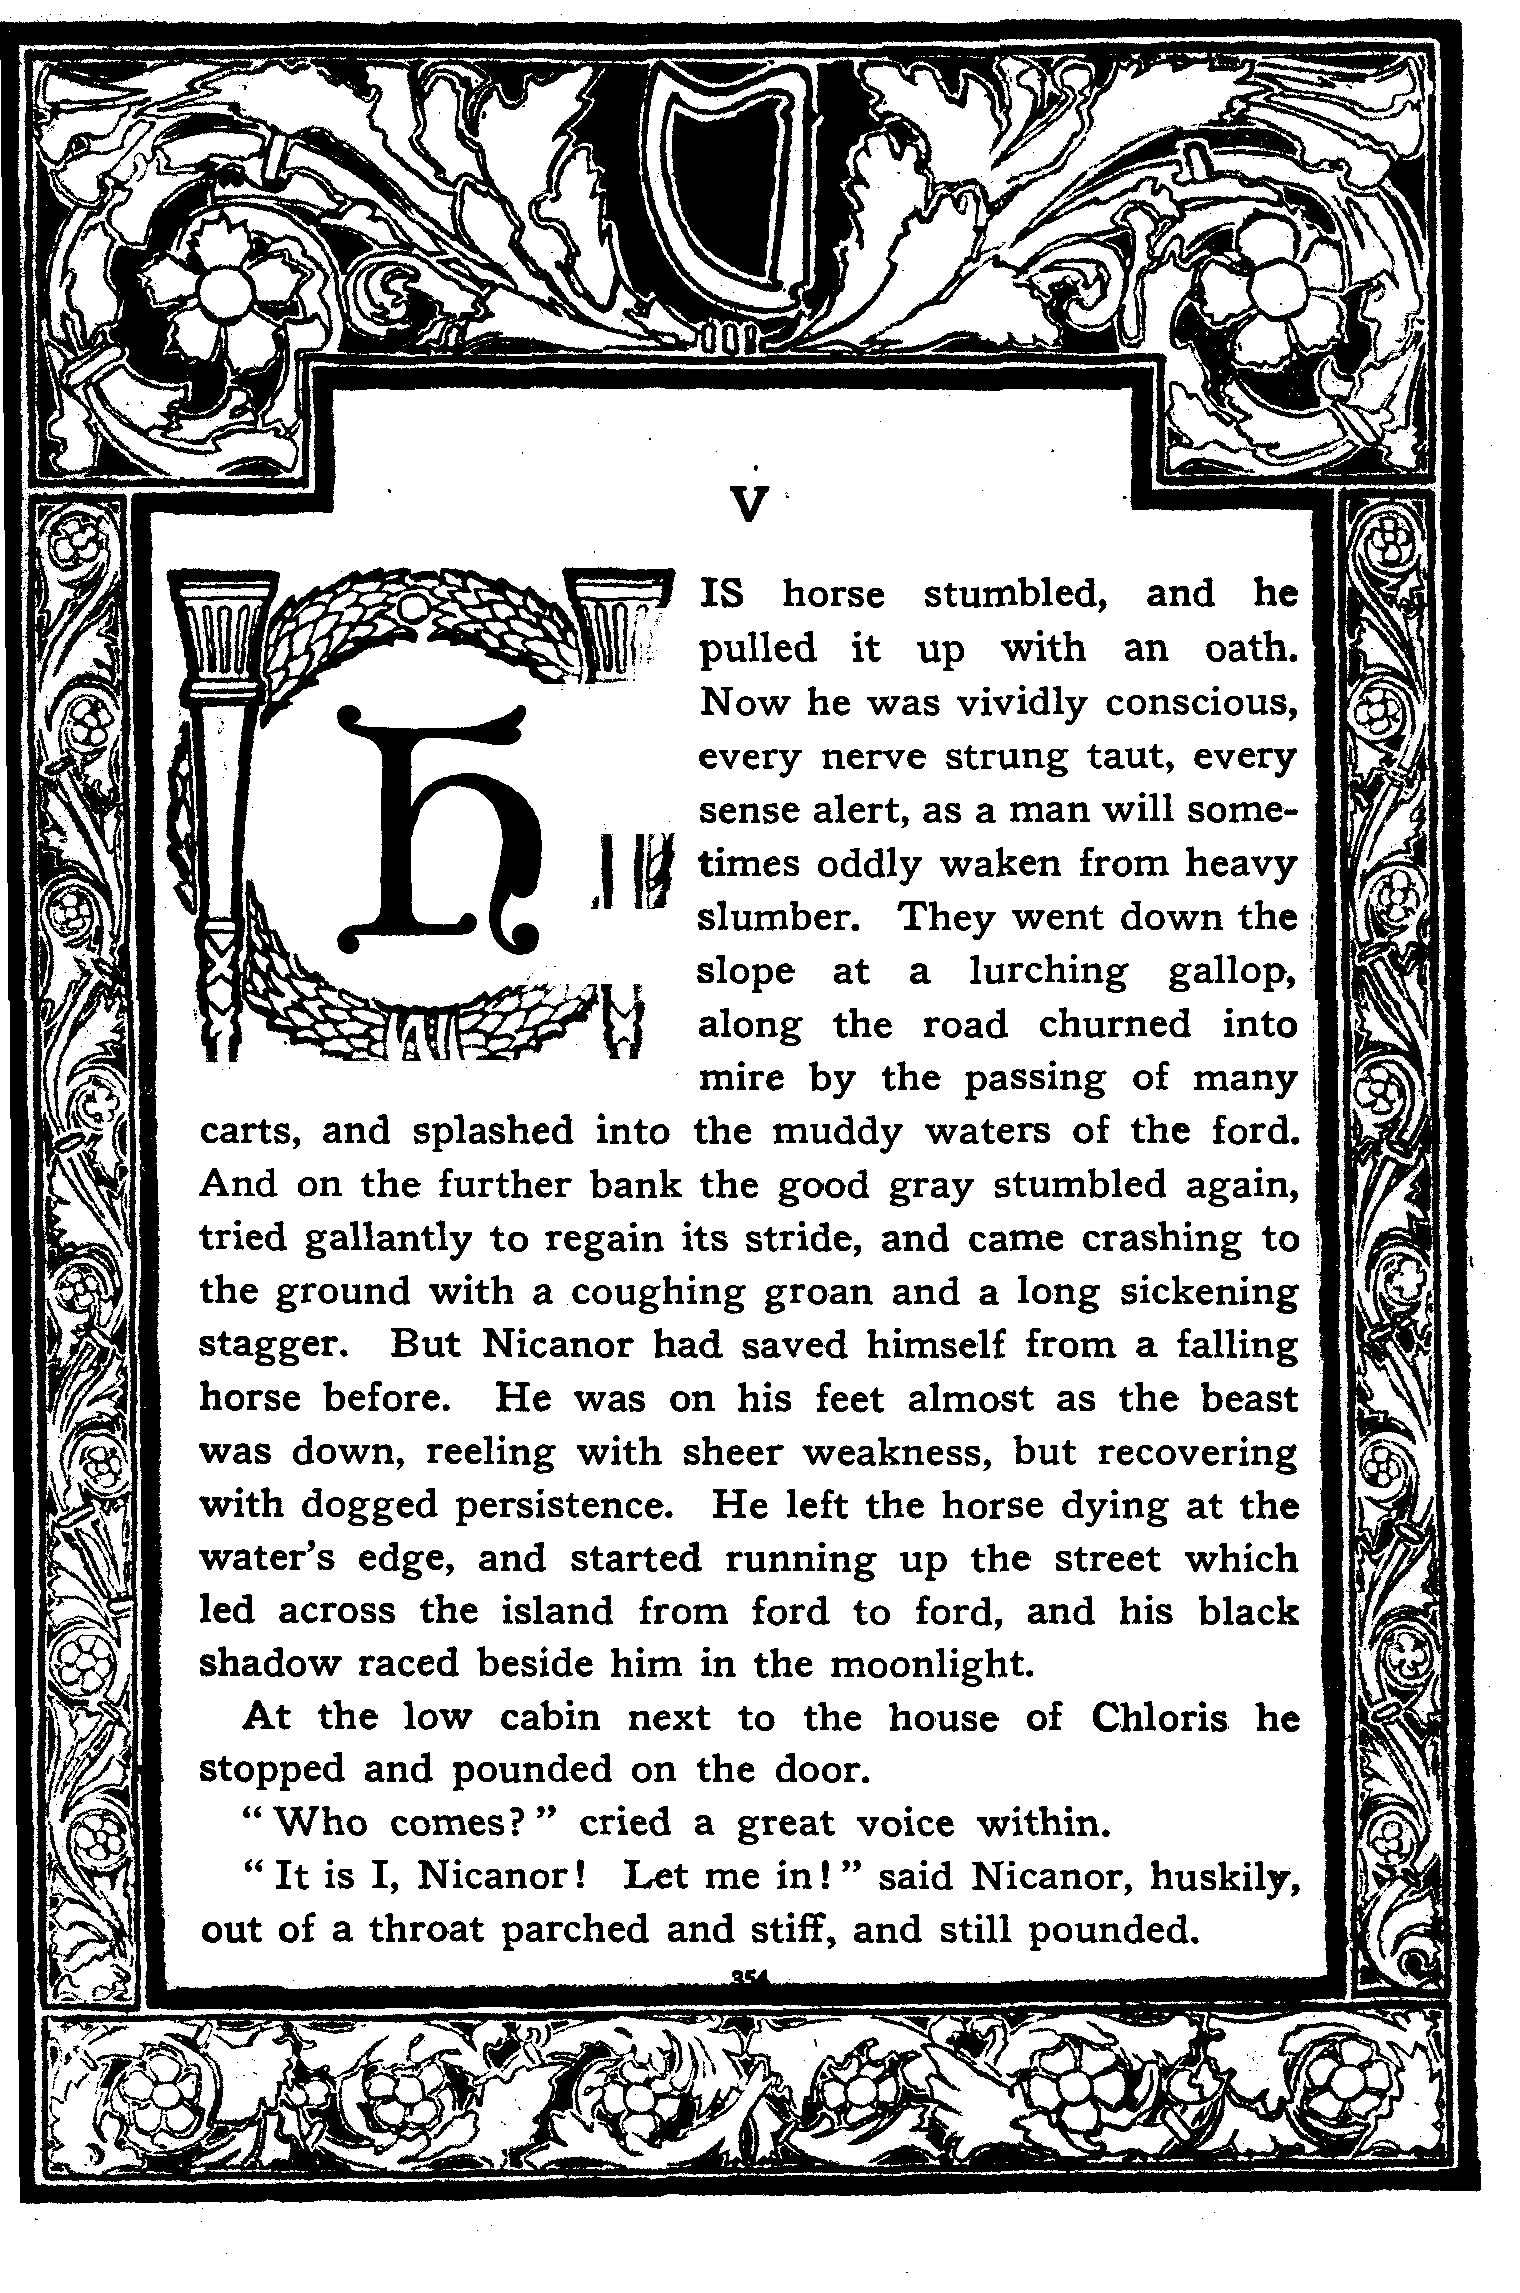 V
HIS horse stumbled, and he
pulled it up with an oath.
Now he was vividly conscious,
every nerve strung taut, every
sense alert, as a man will some-
times oddly waken from heavy
slumber. They went down the
slope at a lurching gallop,
along the road churned into
mire by the passing of many
carts, and splashed into the muddy waters of the ford.
And on the further bank the good gray stumbled again,
tried gallantly to regain its stride, and came crashing to
the ground with a coughing groan and a long sickening
stagger. But Nicanor had saved himself from a falling
horse before. He was on his feet almost as the beast
was down, reeling with sheer weakness, but recovering
with dogged persistence. He left the horse dying at the
water's edge, and started running up the street which
led across the island from ford to ford, and his black
shadow raced beside him in the moonlight.
At the low cabin next to the house of Chloris he
stopped and pounded on the door.
"Who comes?" cried a great voice within.
"It is I, Nicanor! Let me in!" said Nicanor, huskily,
out of a throat parched and stiff, and still pounded.
354